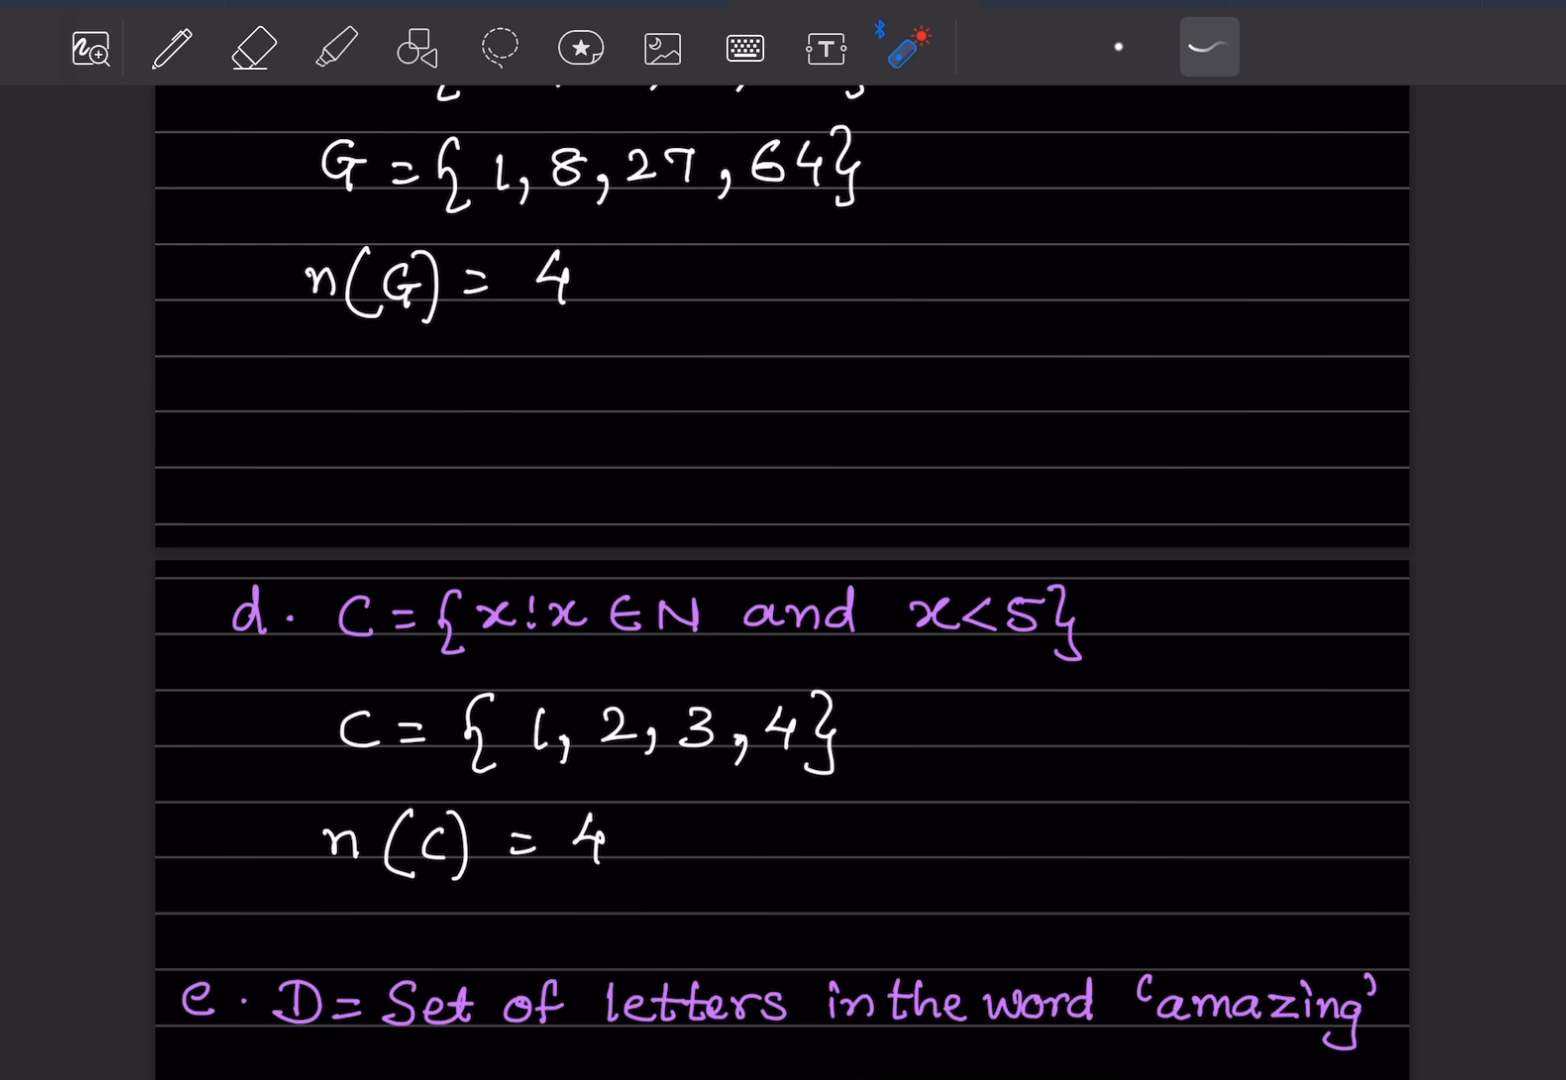 G = { 1, 8, 27, 64}
n(G) = 4
d. C = {x!x ∈ N and x<5}
C = { 1, 2, 3, 4}
n (C) = 4
e. D = Set of letters in the word 'amazing'